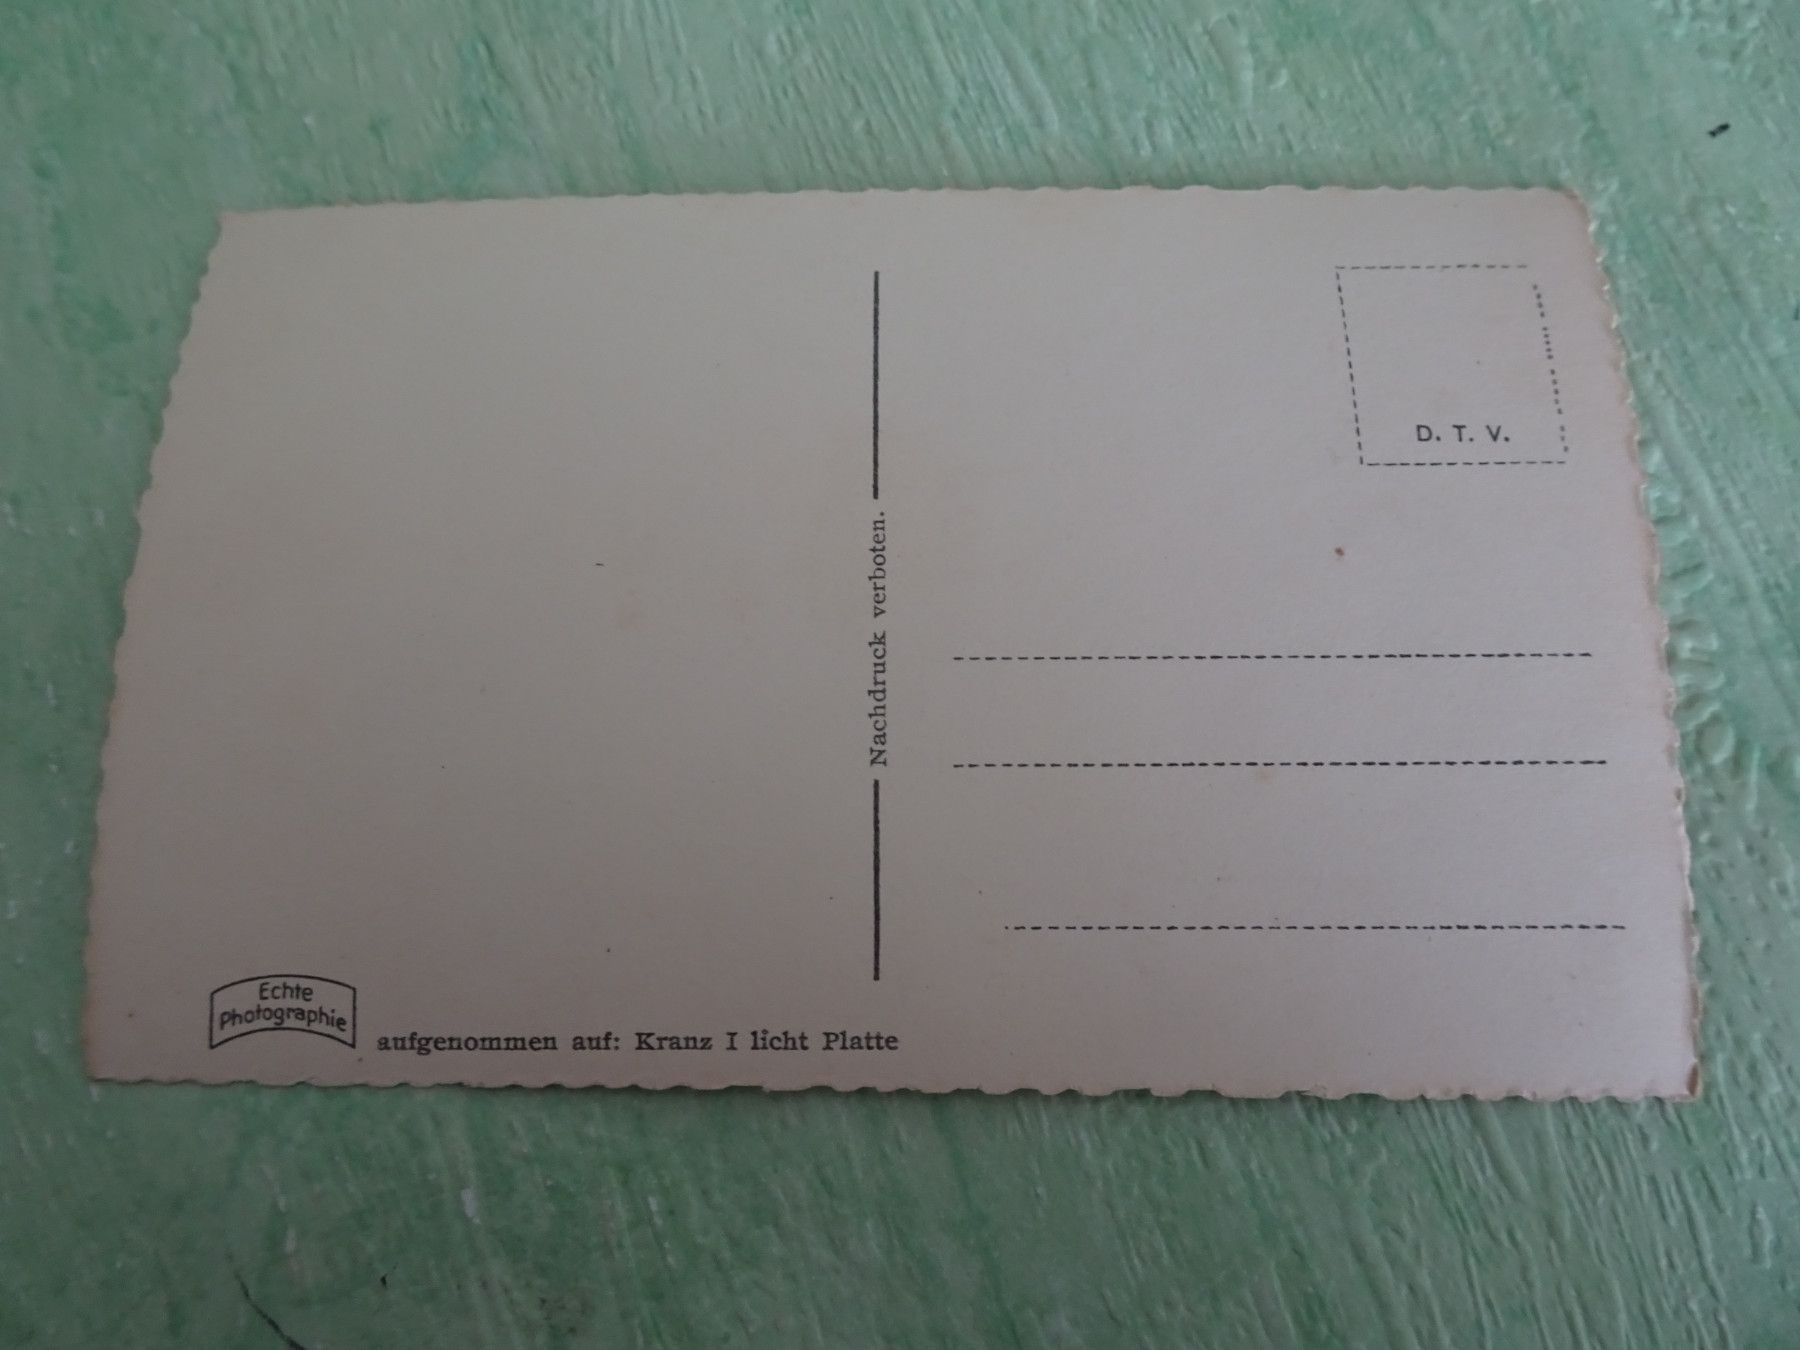 D. T. V.
Nachdruck verboten.
Echte
Photographie
aufgenommen auf: Kranz I licht Platte